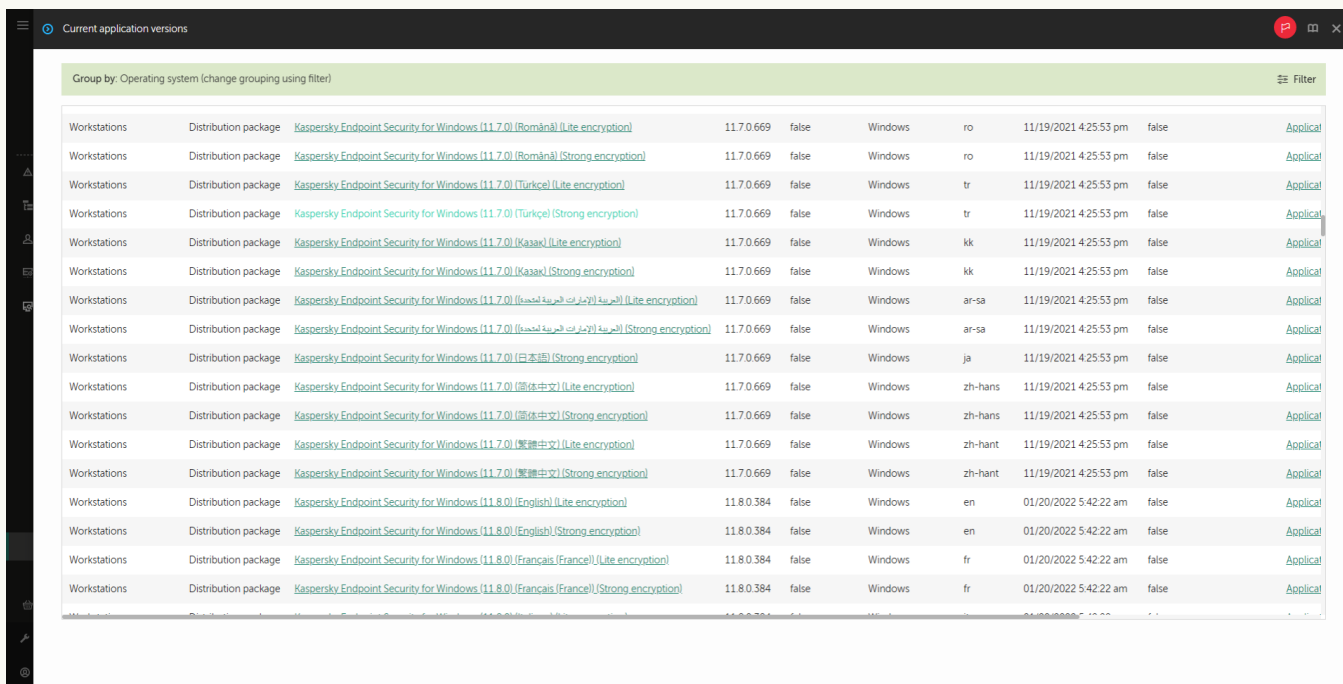 Current application versions
Group by: Operating system (change grouping using filter) Filter
Workstations Distribution package Kaspersky Endpoint Security for Windows (11.7.0) (Română) (Lite encryption) 11.7.0.669 false Windows ro 11/19/2021 4:25:53 pm false Applicat
Workstations Distribution package Kaspersky Endpoint Security for Windows (11.7.0) (Română) (Strong encryption) 11.7.0.669 false Windows ro 11/19/2021 4:25:53 pm false Applicat
Workstations Distribution package Kaspersky Endpoint Security for Windows (11.7.0) (Türkçe) (Lite encryption) 11.7.0.669 false Windows tr 11/19/2021 4:25:53 pm false Applicat
Workstations Distribution package Kaspersky Endpoint Security for Windows (11.7.0) (Türkçe) (Strong encryption) 11.7.0.669 false Windows tr 11/19/2021 4:25:53 pm false Applicat
Workstations Distribution package Kaspersky Endpoint Security for Windows (11.7.0) (Қазақ) (Lite encryption) 11.7.0.669 false Windows kk 11/19/2021 4:25:53 pm false Applicat
Workstations Distribution package Kaspersky Endpoint Security for Windows (11.7.0) (Қазақ) (Strong encryption) 11.7.0.669 false Windows kk 11/19/2021 4:25:53 pm false Applicat
Workstations Distribution package Kaspersky Endpoint Security for Windows (11.7.0) ((العربية (الإمارات العربية لمتحدة) (Lite encryption) 11.7.0.669 false Windows ar-sa 11/19/2021 4:25:53 pm false Applicat
Workstations Distribution package Kaspersky Endpoint Security for Windows (11.7.0) ((العربية (الإمارات العربية لمتحدة) (Strong encryption) 11.7.0.669 false Windows ar-sa 11/19/2021 4:25:53 pm false Applicat
Workstations Distribution package Kaspersky Endpoint Security for Windows (11.7.0) (日本語) (Strong encryption) 11.7.0.669 false Windows ja 11/19/2021 4:25:53 pm false Applicat
Workstations Distribution package Kaspersky Endpoint Security for Windows (11.7.0) (简体中文) (Lite encryption) 11.7.0.669 false Windows zh-hans 11/19/2021 4:25:53 pm false Applicat
Workstations Distribution package Kaspersky Endpoint Security for Windows (11.7.0) (简体中文) (Strong encryption) 11.7.0.669 false Windows zh-hans 11/19/2021 4:25:53 pm false Applicat
Workstations Distribution package Kaspersky Endpoint Security for Windows (11.7.0) (繁體中文) (Lite encryption) 11.7.0.669 false Windows zh-hant 11/19/2021 4:25:53 pm false Applicat
Workstations Distribution package Kaspersky Endpoint Security for Windows (11.7.0) (繁體中文) (Strong encryption) 11.7.0.669 false Windows zh-hant 11/19/2021 4:25:53 pm false Applicat
Workstations Distribution package Kaspersky Endpoint Security for Windows (11.8.0) (English) (Lite encryption) 11.8.0.384 false Windows en 01/20/2022 5:42:22 am false Applicat
Workstations Distribution package Kaspersky Endpoint Security for Windows (11.8.0) (English) (Strong encryption) 11.8.0.384 false Windows en 01/20/2022 5:42:22 am false Applicat
Workstations Distribution package Kaspersky Endpoint Security for Windows (11.8.0) (Français (France)) (Lite encryption) 11.8.0.384 false Windows fr 01/20/2022 5:42:22 am false Applicat
Workstations Distribution package Kaspersky Endpoint Security for Windows (11.8.0) (Français (France)) (Strong encryption) 11.8.0.384 false Windows fr 01/20/2022 5:42:22 am false Applicat